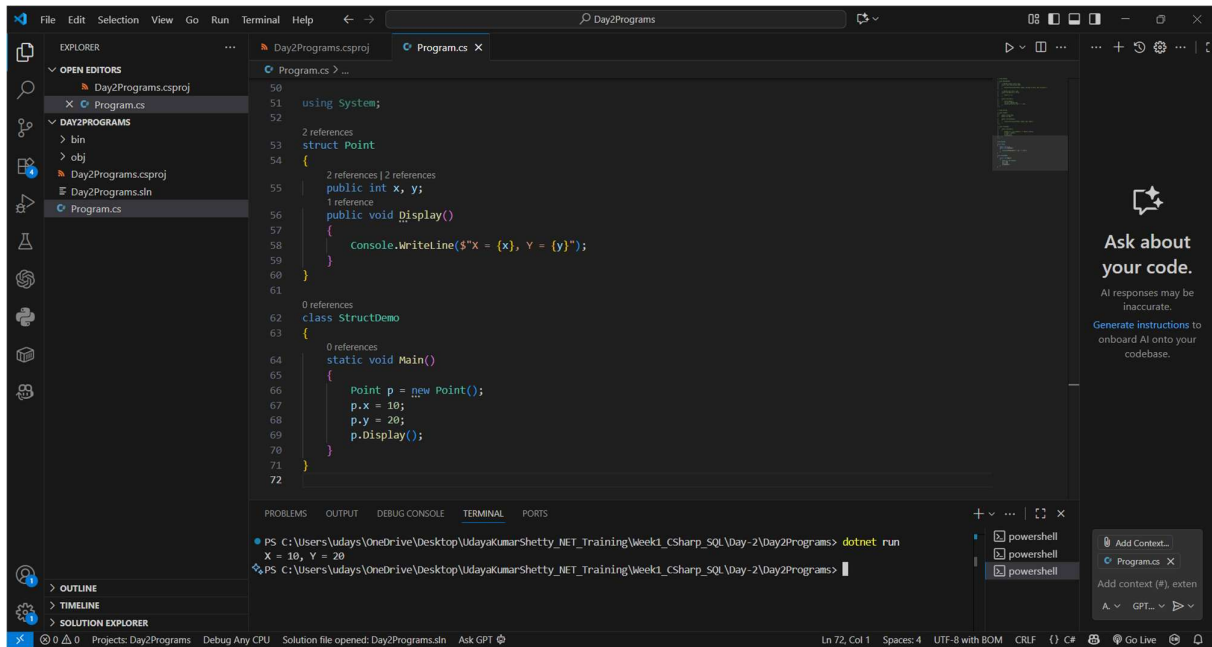 File Edit Selection View Go Run Terminal Help
Day2Programs
EXPLORER
OPEN EDITORS
Day2Programs.csproj
Program.cs
DAY2PROGRAMS
bin
obj
Day2Programs.csproj
Day2Programs.sln
Program.cs
OUTLINE
TIMELINE
SOLUTION EXPLORER
4
1
1
Day2Programs.csproj
Program.cs
Program.cs > ...
50
51 using System;
52
2 references
53 struct Point
54 {
2 references | 2 references
55 public int x, y;
1 reference
56 public void Display()
57 {
58 Console.WriteLine($"X = {x}, Y = {y}");
59 }
60 }
61
0 references
62 class StructDemo
63 {
0 references
64 static void Main()
65 {
66 Point p = new Point();
67 p.x = 10;
68 p.y = 20;
69 p.Display();
70 }
71 }
72
PROBLEMS OUTPUT DEBUG CONSOLE TERMINAL PORTS
PS C:\Users\udays\OneDrive\Desktop\UdayaKumarShetty_NET_Training\Week1_CSharp_SQL\Day-2\Day2Programs> dotnet run
X = 10, Y = 20
PS C:\Users\udays\OneDrive\Desktop\UdayaKumarShetty_NET_Training\Week1_CSharp_SQL\Day-2\Day2Programs>
powershell
powershell
powershell
Ask about
your code.
AI responses may be
inaccurate.
Generate instructions to
onboard AI onto your
codebase.
Add Context...
Program.cs
Add context (#), exten
A. GPT...
0 0 Projects: Day2Programs Debug Any CPU Solution file opened: Day2Programs.sln Ask GPT Ln 72, Col 1 Spaces: 4 UTF-8 with BOM CRLF {} C# Go Live